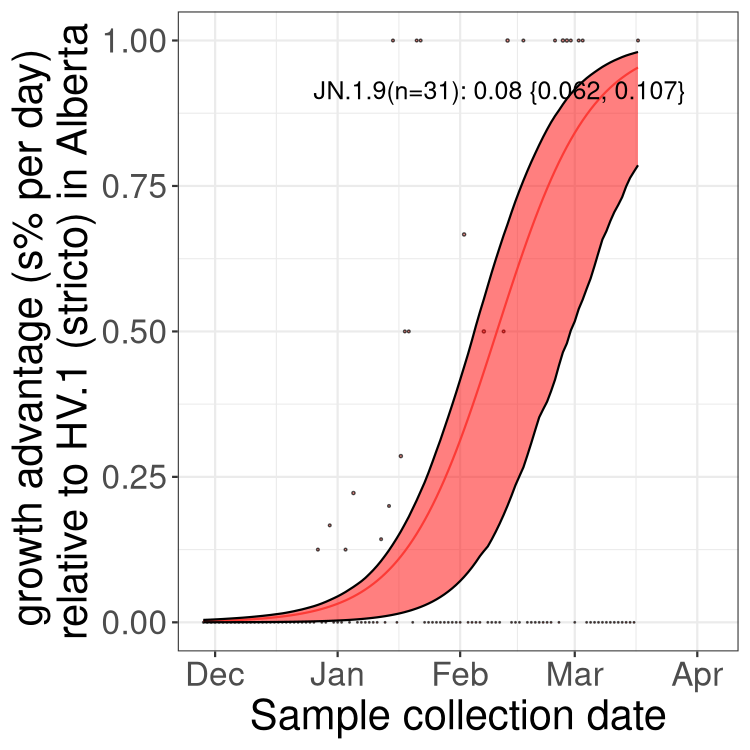 growth advantage (s% per day)
relative to HV.1 (stricto) in Alberta
1.00
0.75
0.50
0.25
0.00
JN.1.9(n=31): 0.08 {0.062, 0.107}
Dec Jan Feb Mar Apr
Sample collection date